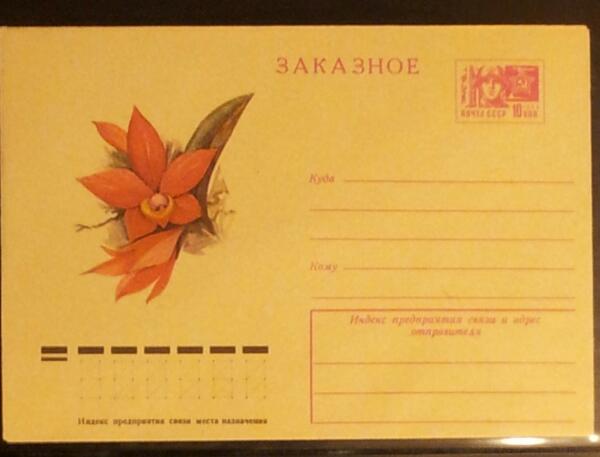 ЗАКАЗНОЕ
ПОЧТА СССР 10 КОП
Куда
Кому
Индекс предприятия связи и адрес
отправителя
Индекс предприятия связи места назначения